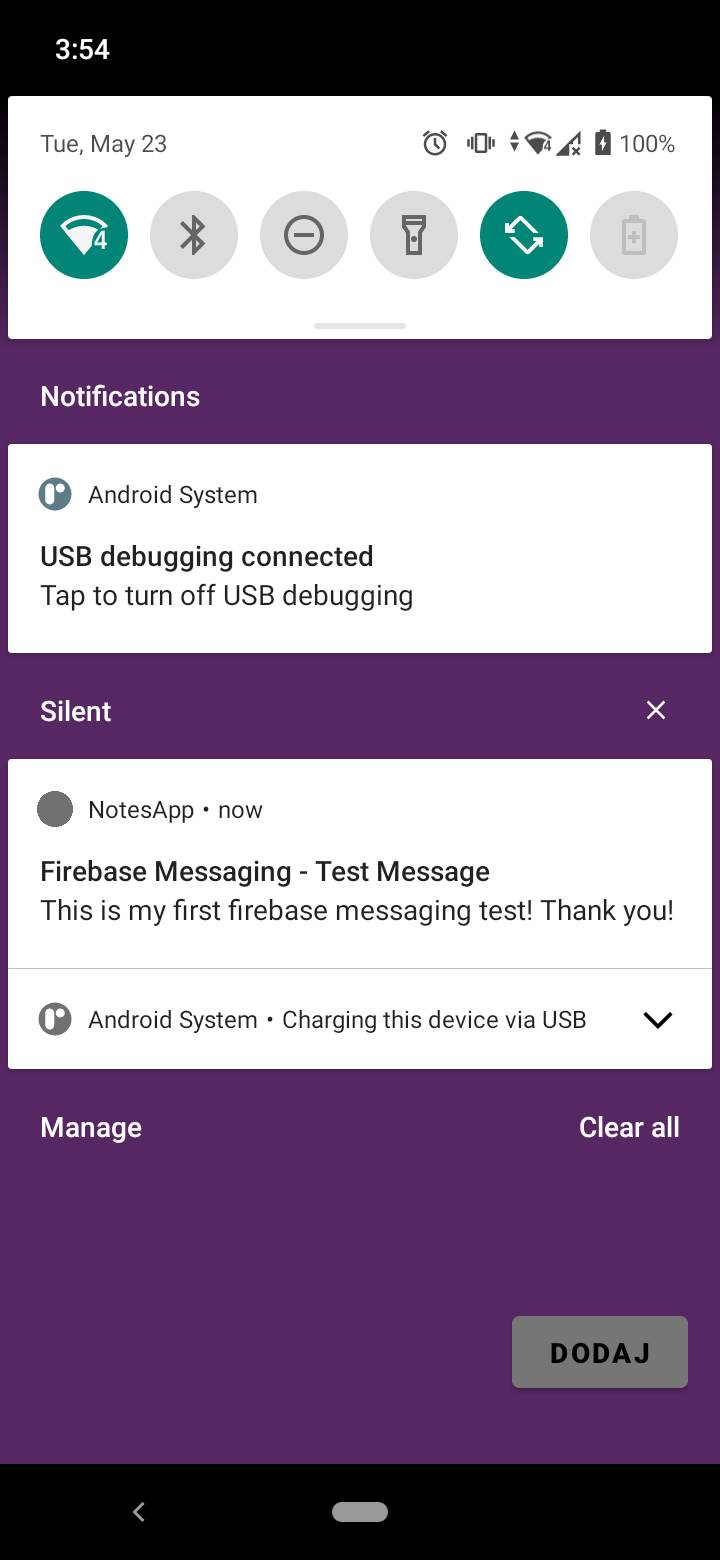 3:54
Tue, May 23
4 100%
4
Notifications
Android System
USB debugging connected
Tap to turn off USB debugging
Silent
NotesApp • now
Firebase Messaging - Test Message
This is my first firebase messaging test! Thank you!
Android System • Charging this device via USB
Manage Clear all
DODAJ